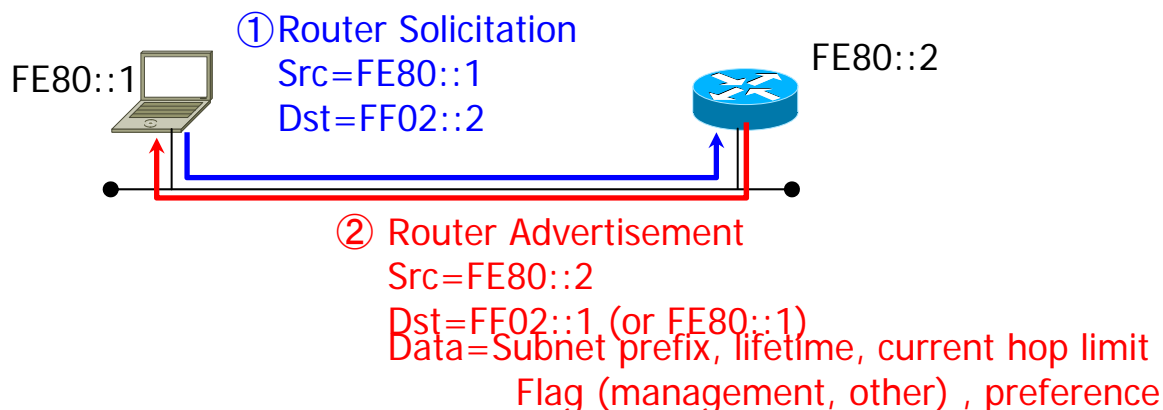 ①Router Solicitation
Src=FE80::1
Dst=FF02::2
FE80::1
FE80::2
② Router Advertisement
Src=FE80::2
Dst=FF02::1 (or FE80::1)
Data=Subnet prefix, lifetime, current hop limit
Flag (management, other) , preference